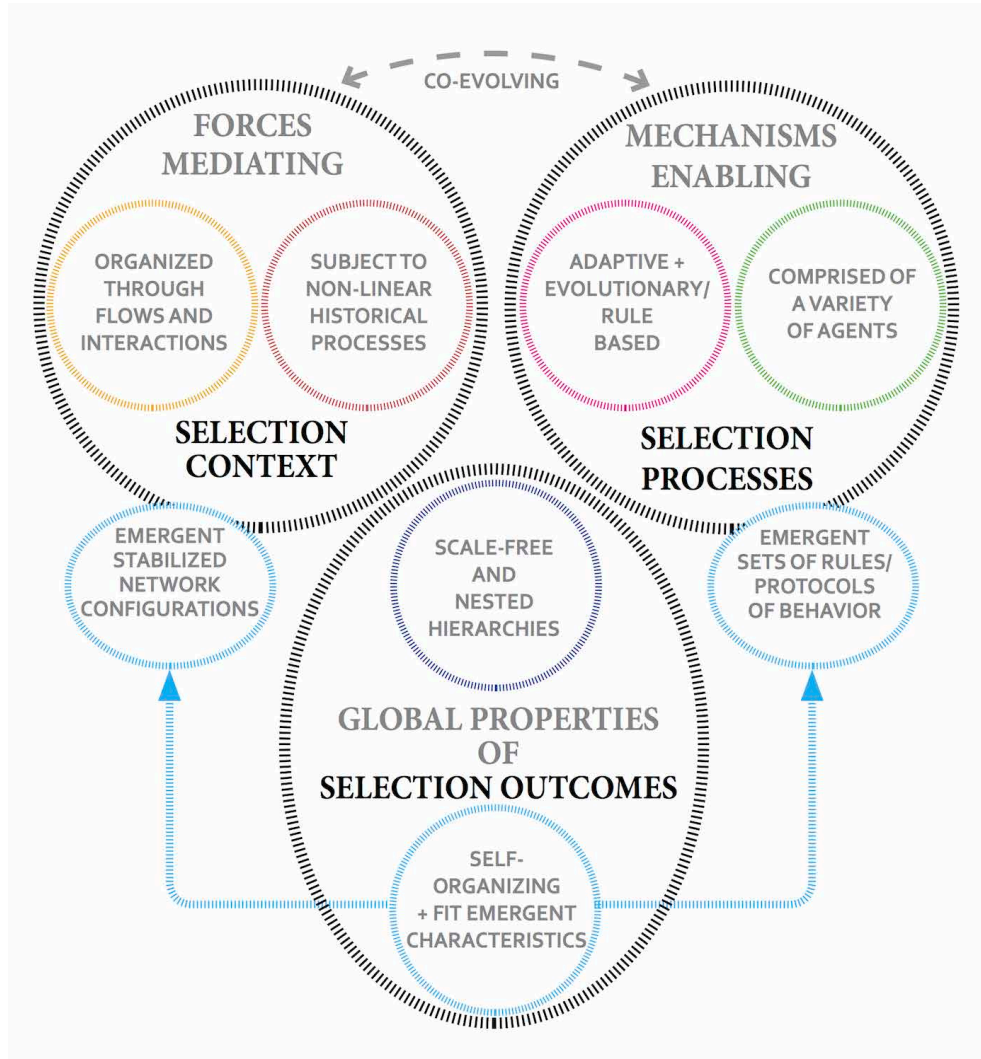 CO-EVOLVING
FORCES
MEDIATING
ORGANIZED
THROUGH
FLOWS AND
INTERACTIONS
SUBJECT TO
NON-LINEAR
HISTORICAL
PROCESSES
SELECTION
CONTEXT
MECHANISMS
ENABLING
ADAPTIVE +
EVOLUTIONARY/
RULE
BASED
COMPRISED OF
A VARIETY
OF AGENTS
SELECTION
PROCESSES
EMERGENT
STABILIZED
NETWORK
CONFIGURATIONS
SCALE-FREE
AND
NESTED
HIERARCHIES
EMERGENT
SETS OF RULES/
PROTOCOLS
OF BEHAVIOR
GLOBAL PROPERTIES
OF
SELECTION OUTCOMES
SELF-
ORGANIZING
+ FIT EMERGENT
CHARACTERISTICS